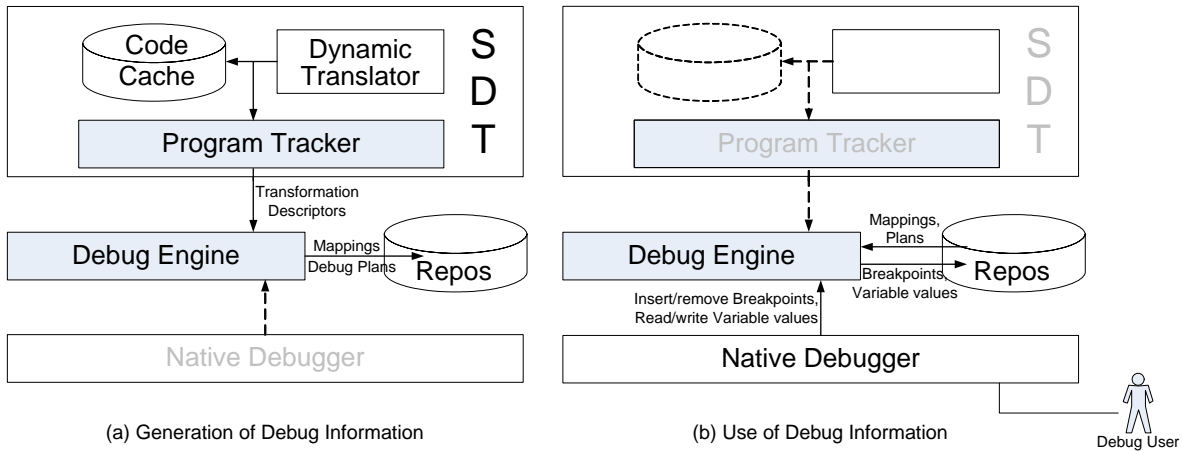 Code
Cache
Dynamic
Translator
S
D
T
Program Tracker
Transformation
Descriptors
Debug Engine
Mappings
Debug Plans
Repos
Native Debugger
(a) Generation of Debug Information
S
D
T
Program Tracker
Debug Engine
Mappings,
Plans
Breakpoints,
Variable values
Repos
Insert/remove Breakpoints,
Read/write Variable values
Native Debugger
Debug User
(b) Use of Debug Information